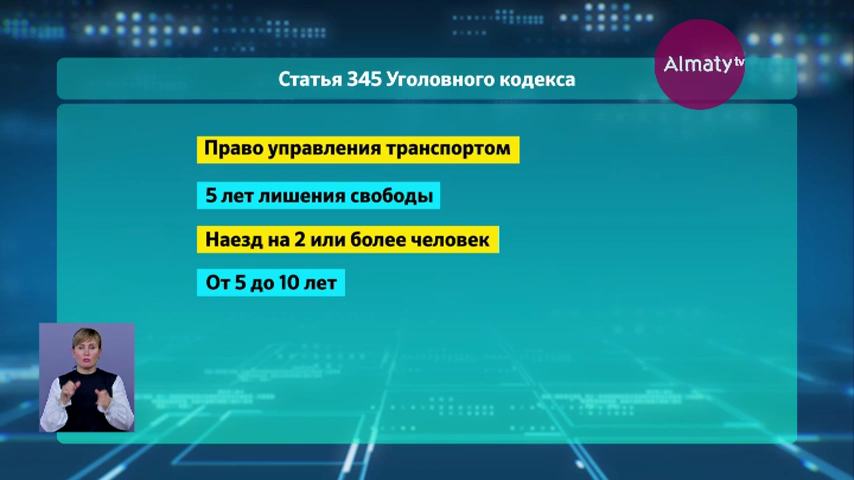 Статья 345 Уголовного кодекса
Almaty tv
Право управления транспортом
5 лет лишения свободы
Наезд на 2 или более человек
От 5 до 10 лет